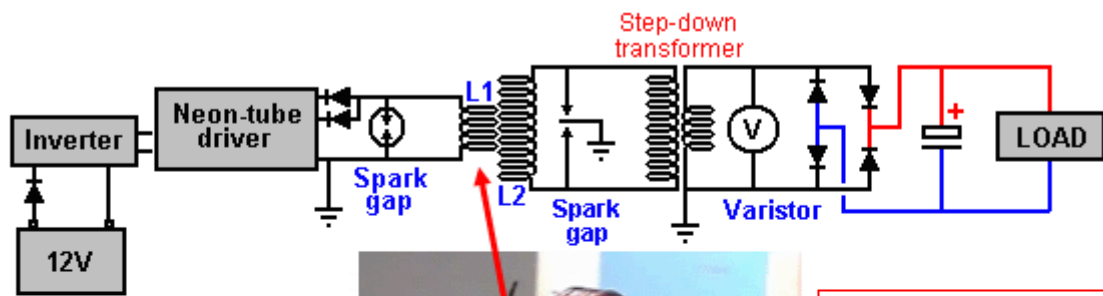 Step-down
transformer
Neon-tube
driver
Inverter
12V
L1
L2
Spark
gap
Spark
gap
V
Varistor
+
LOAD